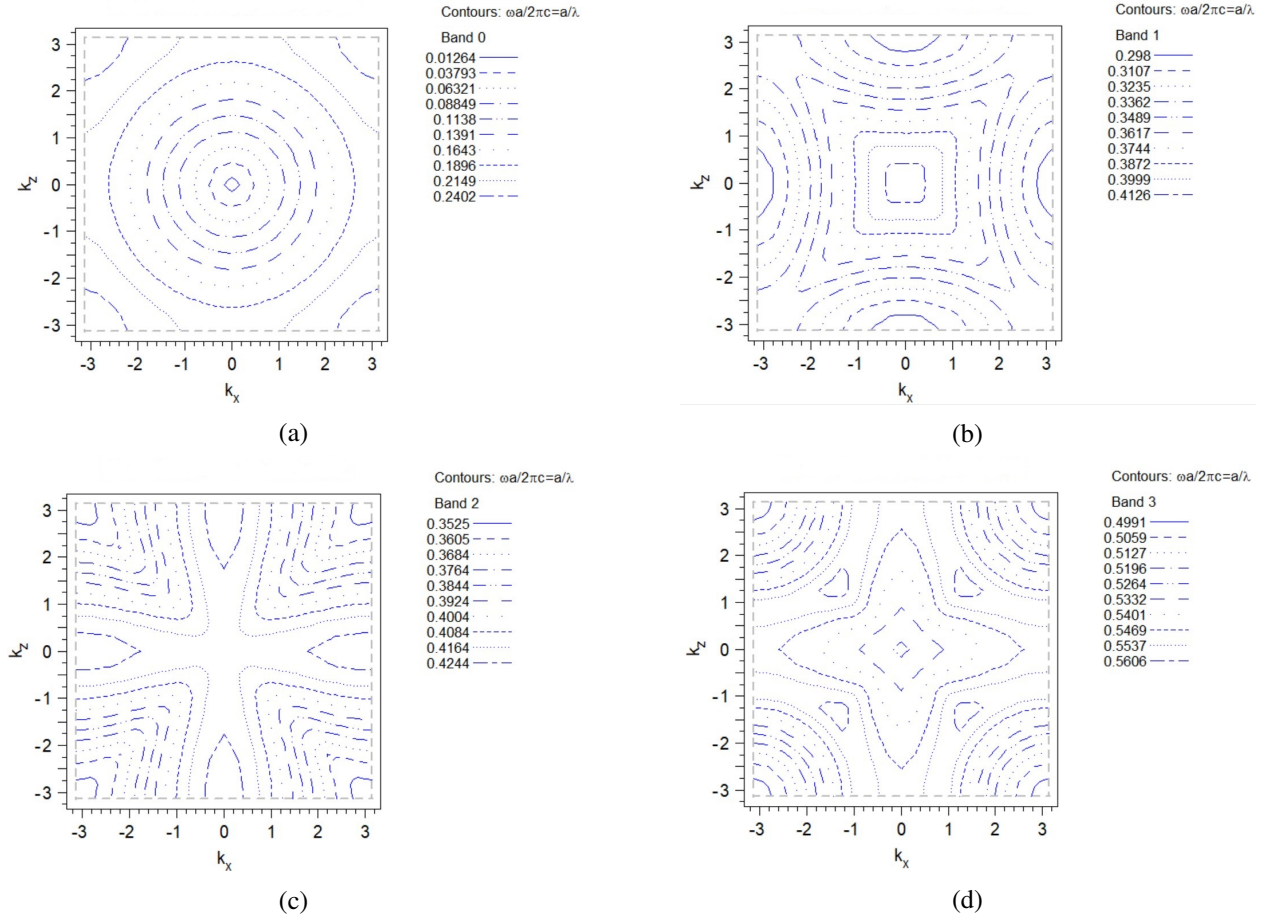 Contours: ωa/2πc=a/λ
Band 0
0.01264
0.03793
0.06321
0.08849
0.1138
0.1391
0.1643
0.1896
0.2149
0.2402
3
2
1
0
-1
-2
-3
kz
-3 -2 -1 0 1 2 3
kx
(a)
Contours: ωa/2πc=a/λ
Band 1
0.298
0.3107
0.3235
0.3362
0.3489
0.3617
0.3744
0.3872
0.3999
0.4126
3
2
1
0
-1
-2
-3
kz
-3 -2 -1 0 1 2 3
kx
(b)
Contours: ωa/2πc=a/λ
Band 2
0.3525
0.3605
0.3684
0.3764
0.3844
0.3924
0.4004
0.4084
0.4164
0.4244
3
2
1
0
-1
-2
-3
kz
-3 -2 -1 0 1 2 3
kx
(c)
Contours: ωa/2πc=a/λ
Band 3
0.4991
0.5059
0.5127
0.5196
0.5264
0.5332
0.5401
0.5469
0.5537
0.5606
3
2
1
0
-1
-2
-3
kz
-3 -2 -1 0 1 2 3
kx
(d)